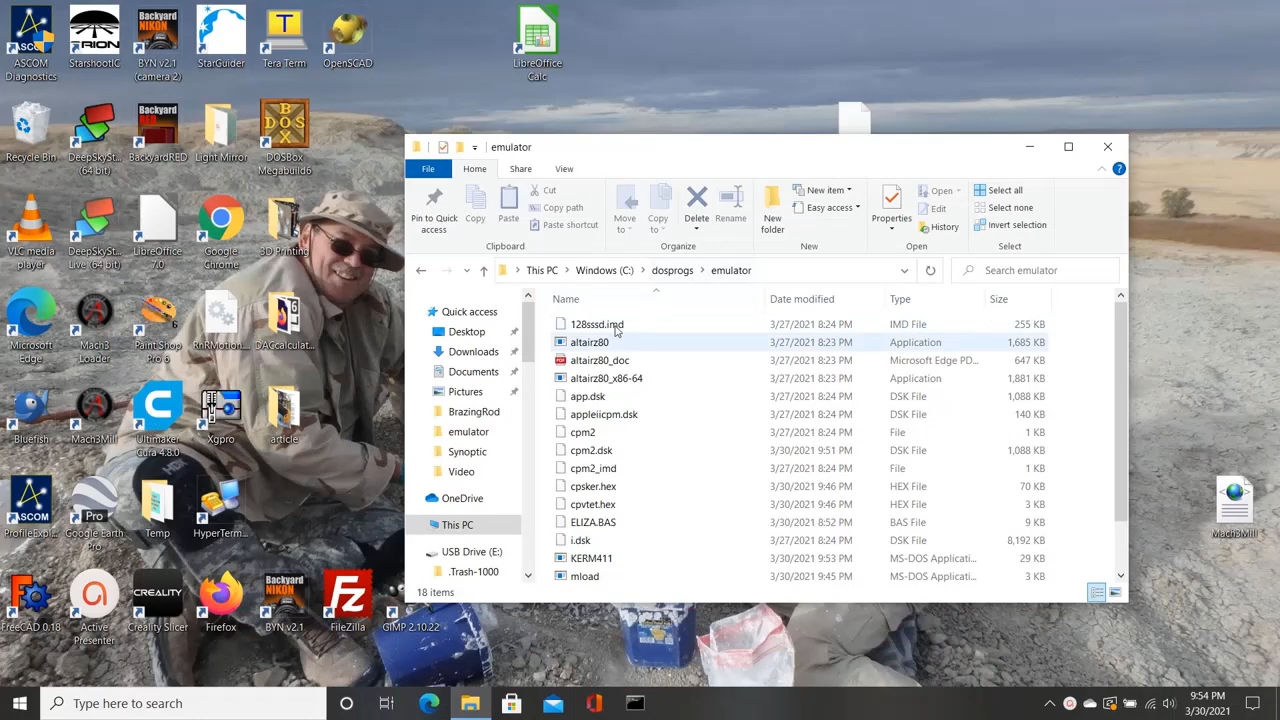 ASCOM Diagnostics
StarshootIC
BYN v2.1 (camera 2)
StarGuider
Tera Term
OpenSCAD
LibreOffice Calc
Recycle Bin
DeepSkySt... (64 bit)
BackyardRED
Light Mirror
DOSBox Megabuild6
VLC media player
DeepSkySt... Live (64 bit)
LibreOffice 7.0
Google Chrome
3D Printing
Microsoft Edge
Mach3 Loader
Paint Shop Pro 6
RnRMotion...
DACcalculat...
Bluefish
Mach3Mill
Ultimaker Cura 4.8.0
Xgpro
article
ProfileExpl...
Google Earth Pro
Temp
HyperTerm...
FreeCAD 0.18
Active Presenter
Creality Slicer
Firefox
BYN v2.1
FileZilla
GIMP 2.10.22
Mach3Mill
emulator
File
Home
Share
View
Pin to Quick access
Copy
Paste
Cut
Copy path
Paste shortcut
Clipboard
Move to
Copy to
Delete
Rename
Organize
New folder
New item
Easy access
New
Properties
Open
Edit
History
Open
Select all
Select none
Invert selection
Select
This PC > Windows (C:) > dosprogs > emulator
Search emulator
Quick access
Desktop
Downloads
Documents
Pictures
BrazingRod
emulator
Synoptic
Video
OneDrive
This PC
USB Drive (E:)
.Trash-1000
Name Date modified Type Size
128sssd.imd 3/27/2021 8:24 PM IMD File 255 KB
altairz80 3/27/2021 8:23 PM Application 1,685 KB
altairz80_doc 3/27/2021 8:23 PM Microsoft Edge PD... 647 KB
altairz80_x86-64 3/27/2021 8:23 PM Application 1,881 KB
app.dsk 3/27/2021 8:24 PM DSK File 1,088 KB
appleiicpm.dsk 3/27/2021 8:24 PM DSK File 140 KB
cpm2 3/27/2021 8:24 PM File 1 KB
cpm2.dsk 3/30/2021 9:51 PM DSK File 1,088 KB
cpm2_imd 3/27/2021 8:24 PM File 1 KB
cpsker.hex 3/30/2021 9:46 PM HEX File 70 KB
cpvtet.hex 3/30/2021 9:46 PM HEX File 3 KB
ELIZA.BAS 3/30/2021 8:52 PM BAS File 9 KB
i.dsk 3/30/2021 9:54 PM DSK File 8,192 KB
KERM411 3/30/2021 9:53 PM MS-DOS Applicati... 29 KB
mload 3/30/2021 9:45 PM MS-DOS Applicati... 3 KB
18 items
Type here to search
9:54 PM
3/30/2021